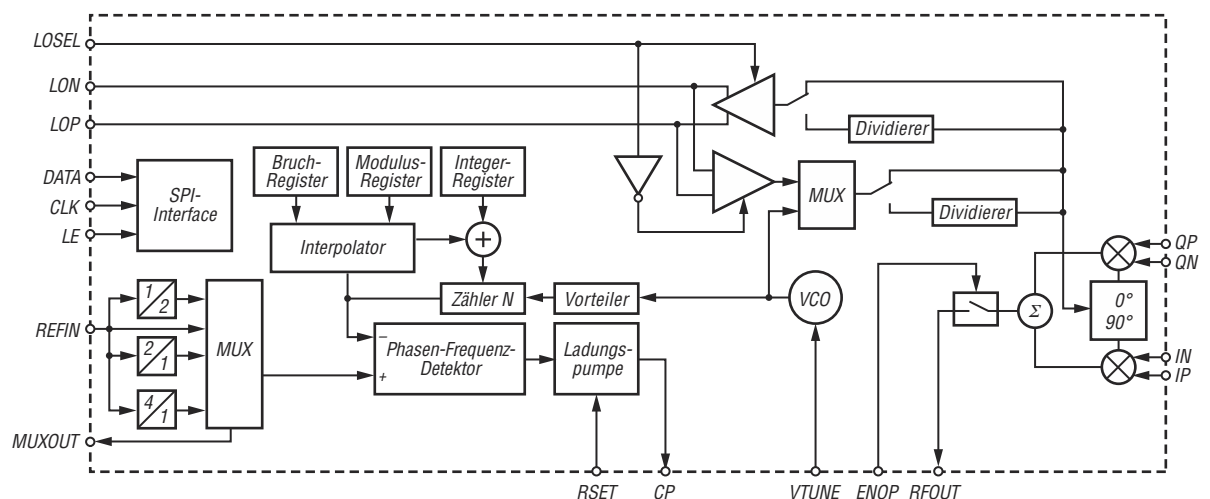 LOSEL
LON
LOP
DATA
CLK
LE
REFIN
MUXOUT
SPI-
Interface
Bruch-
Register
Modulus-
Register
Integer-
Register
Interpolator
+
Zähler N
Vorteiler
VCO
1/2
2/1
4/1
MUX
−
+
Phasen-Frequenz-
Detektor
Ladungs-
pumpe
MUX
Dividierer
Dividierer
Σ
0°
90°
QP
QN
IN
IP
RSET
CP
VTUNE
ENOP
RFOUT